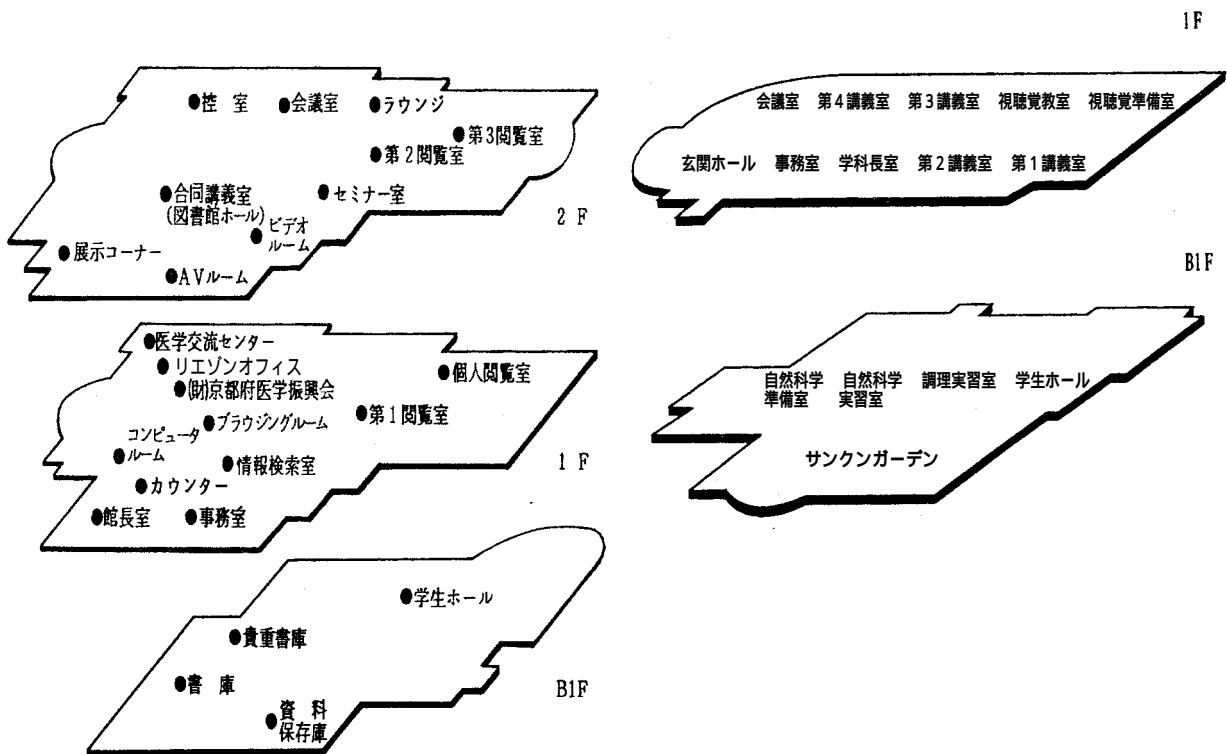 控 室
会議室
ラウンジ
第3閲覧室
第2閲覧室
合同講義室
(図書館ホール)
セミナー室
ビデオ
ルーム
展示コーナー
AVルーム
2 F
医学交流センター
リエゾンオフィス
(財)京都府医学振興会
個人閲覧室
ブラウジングルーム
第1閲覧室
コンピュータ
ルーム
情報検索室
カウンター
館長室
事務室
1 F
学生ホール
貴重書庫
書 庫
資 料
保存庫
B1F
1F
会議室 第4講義室 第3講義室 視聴覚教室 視聴覚準備室
玄関ホール 事務室 学科長室 第2講義室 第1講義室
B1F
自然科学 自然科学 調理実習室 学生ホール
準備室 実習室
サンクンガーデン